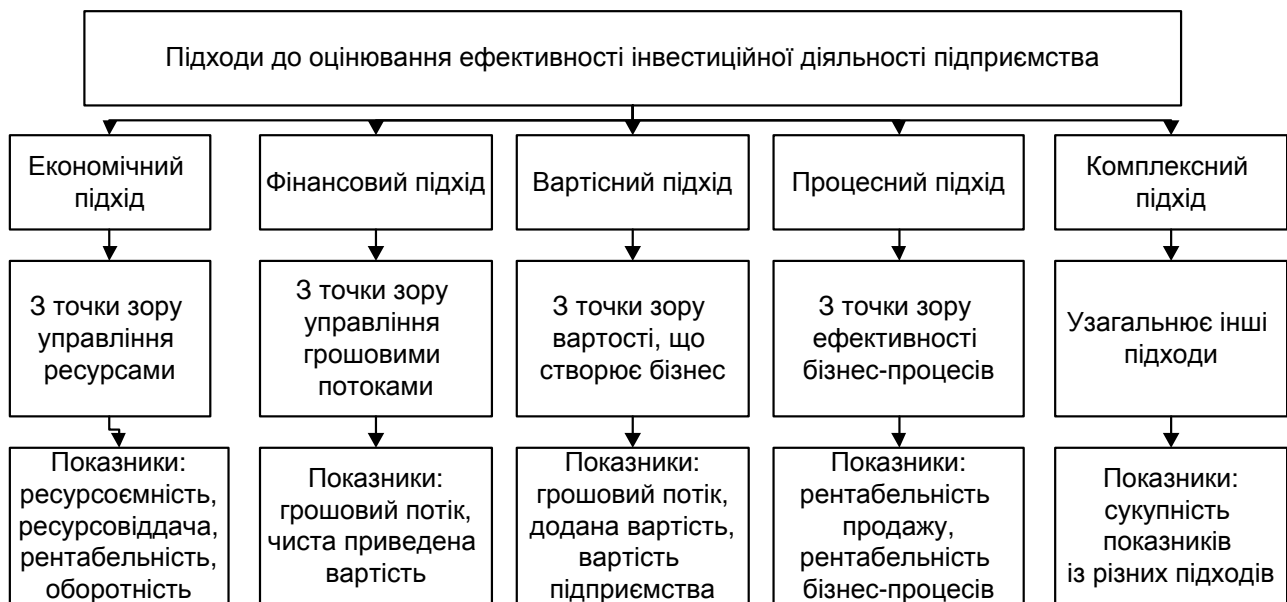 Підходи до оцінювання ефективності інвестиційної діяльності підприємства
Економічний
підхід
Фінансовий підхід
Вартісний підхід
Процесний підхід
Комплексний
підхід
З точки зору
управління
ресурсами
З точки зору
управління
грошовими
потоками
З точки зору
вартості, що
створює бізнес
З точки зору
ефективності
бізнес-процесів
Узагальнює інші
підходи
Показники:
ресурсоємність,
ресурсовіддача,
рентабельність,
оборотність
Показники:
грошовий потік,
чиста приведена
вартість
Показники:
грошовий потік,
додана вартість,
вартість
підприємства
Показники:
рентабельність
продажу,
рентабельність
бізнес-процесів
Показники:
сукупність
показників
із різних підходів